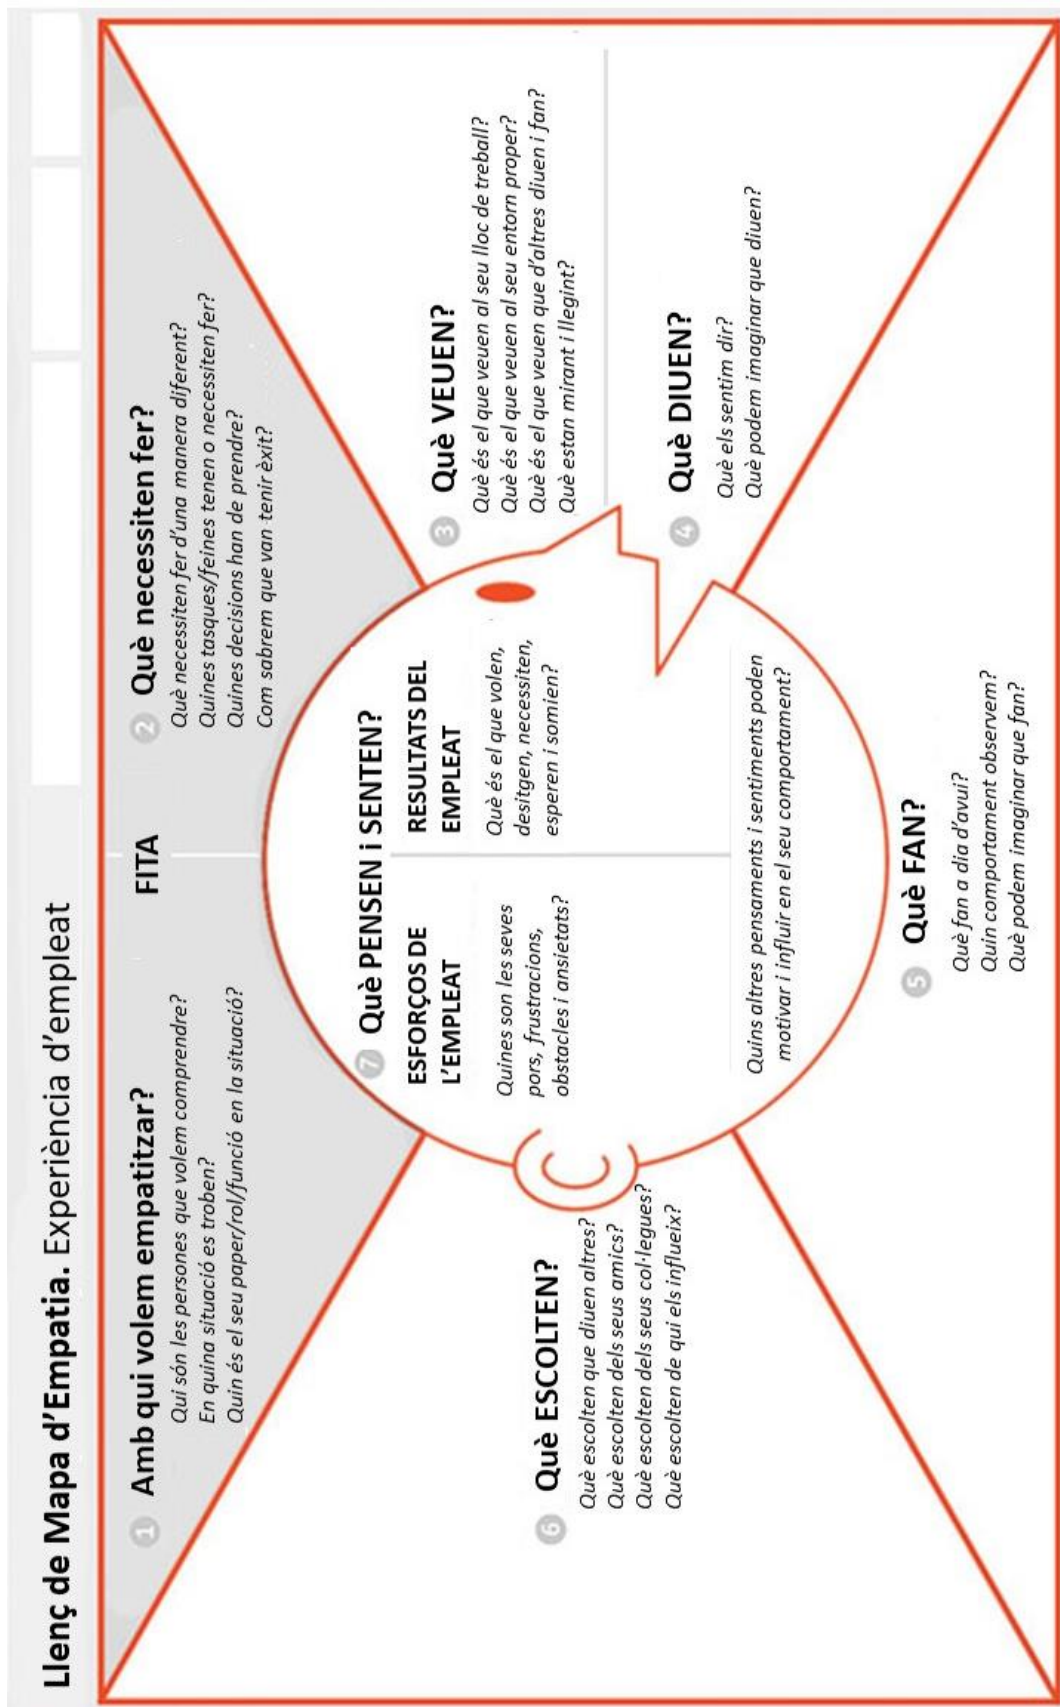 Llenç de Mapa d'Empatia. Experiència d'empleat
FITA
1 Amb qui volem empatitzar?
Qui són les persones que volem comprendre?
En quina situació es troben?
Quin és el seu paper/rol/funció en la situació?
2 Què necessiten fer?
Què necessiten fer d'una manera diferent?
Quines tasques/feines tenen o necessiten fer?
Quines decisions han de prendre?
Com sabrem que van tenir èxit?
3 Què VEUEN?
Què és el que veuen al seu lloc de treball?
Què és el que veuen al seu entorn proper?
Què és el que veuen que d'altres diuen i fan?
Què estan mirant i llegint?
4 Què DIUEN?
Què els sentim dir?
Què podem imaginar que diuen?
5 Què FAN?
Què fan a dia d'avui?
Quin comportament observem?
Què podem imaginar que fan?
6 Què ESCOLTEN?
Què escolten que diuen altres?
Què escolten dels seus amics?
Què escolten dels seus col·legues?
Què escolten de qui els influeix?
7 Què PENSEN i SENTEN?
ESFORÇOS DE
L'EMPLEAT
Quines son les seves
pors, frustracions,
obstacles i ansietats?
RESULTATS DEL
EMPLEAT
Què és el que volen,
desitgen, necessiten,
esperen i somien?
Quins altres pensaments i sentiments poden
motivar i influir en el seu comportament?